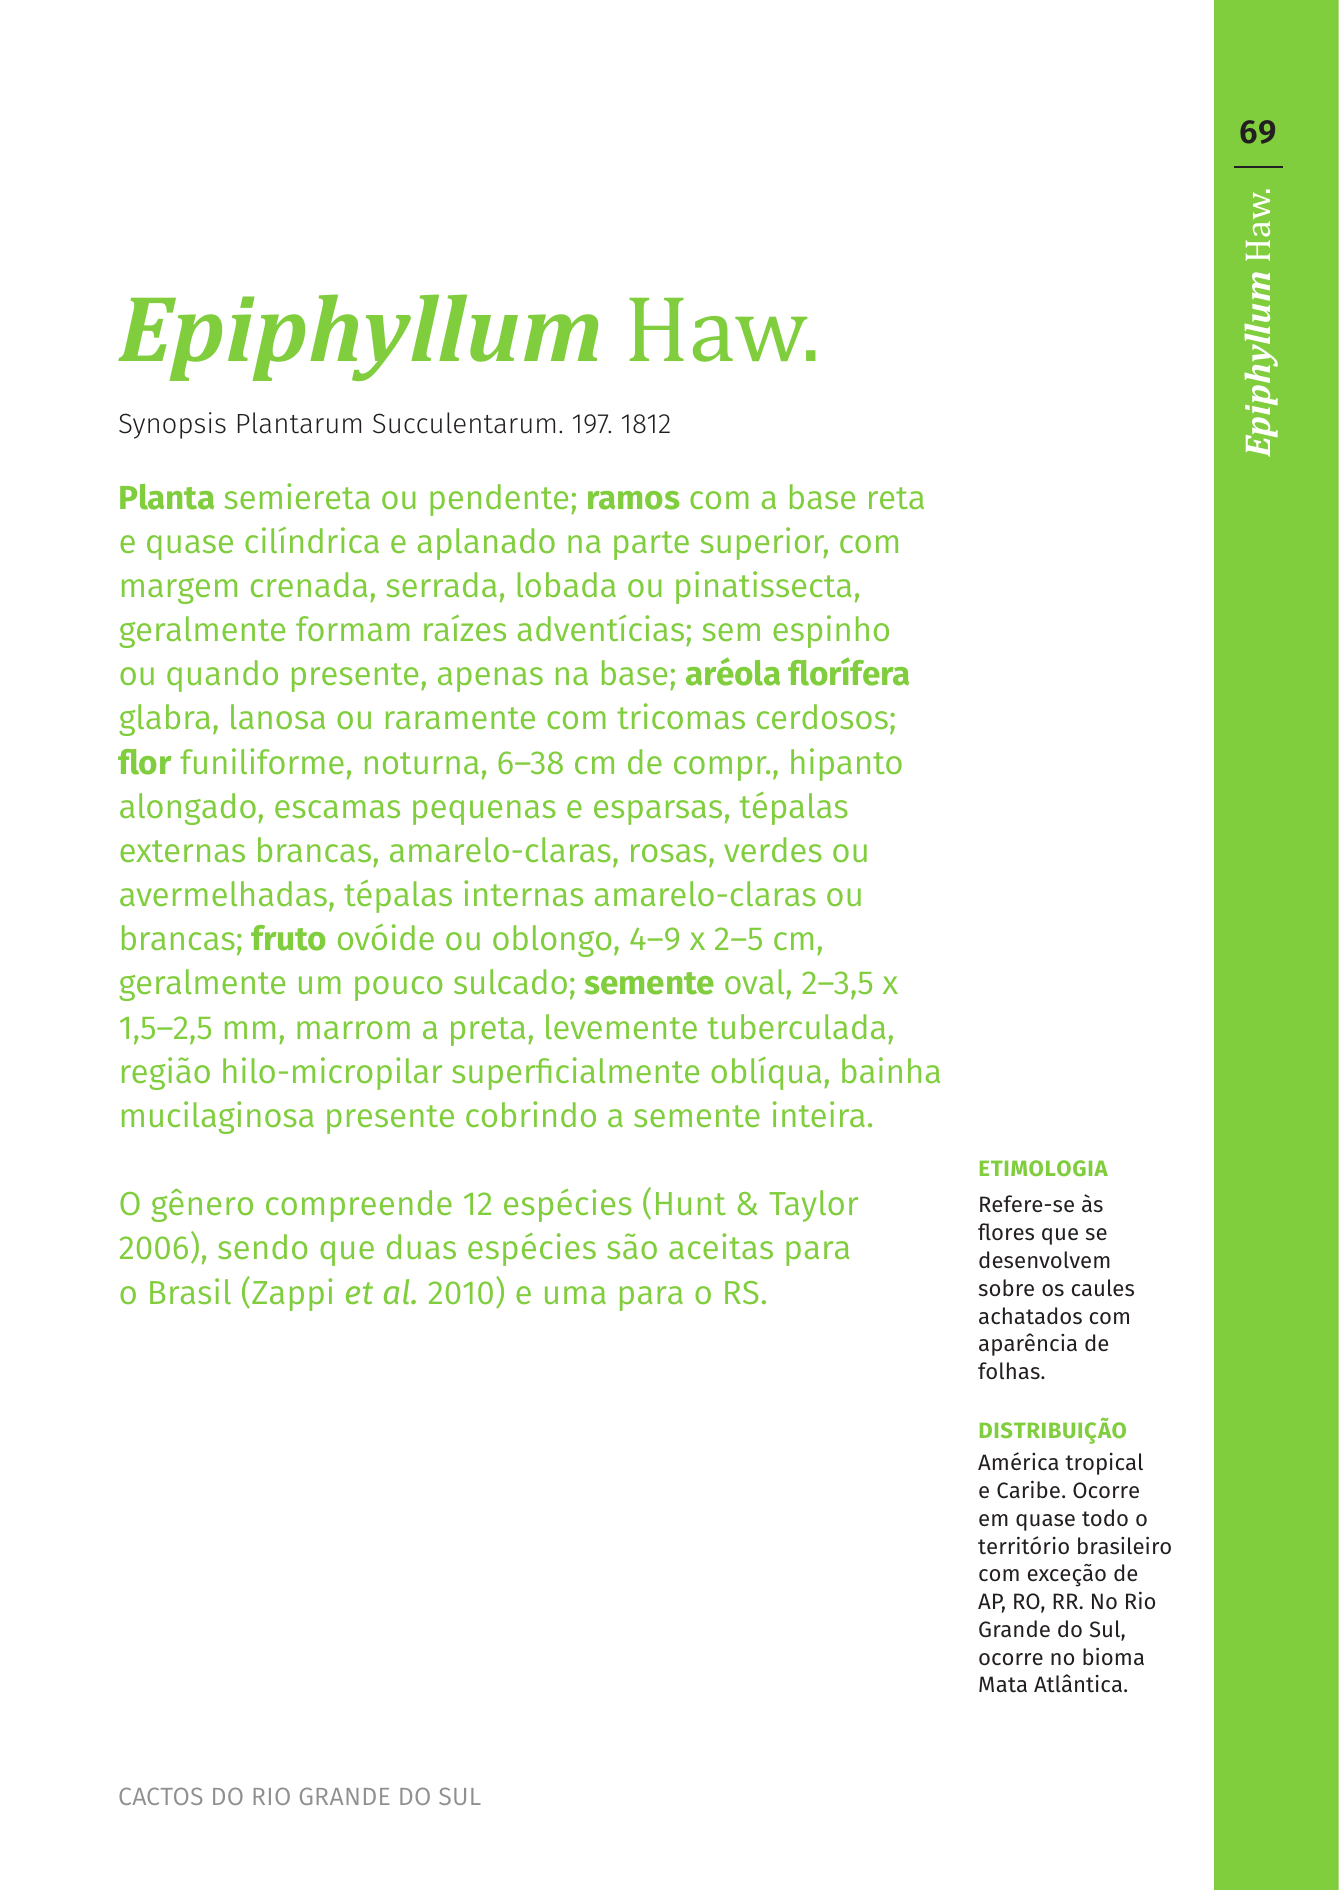 69
Epiphyllum Haw.
Epiphyllum Haw.
Synopsis Plantarum Succulentarum. 197. 1812
Planta semiereta ou pendente; ramos com a base reta
e quase cilíndrica e aplanado na parte superior, com
margem crenada, serrada, lobada ou pinatissecta,
geralmente formam raízes adventícias; sem espinho
ou quando presente, apenas na base; aréola florífera
glabra, lanosa ou raramente com tricomas cerdosos;
flor funiliforme, noturna, 6–38 cm de compr., hipanto
alongado, escamas pequenas e esparsas, tépalas
externas brancas, amarelo-claras, rosas, verdes ou
avermelhadas, tépalas internas amarelo-claras ou
brancas; fruto ovóide ou oblongo, 4–9 x 2–5 cm,
geralmente um pouco sulcado; semente oval, 2–3,5 x
1,5–2,5 mm, marrom a preta, levemente tuberculada,
região hilo-micropilar superficialmente oblíqua, bainha
mucilaginosa presente cobrindo a semente inteira.
O gênero compreende 12 espécies (Hunt & Taylor
2006), sendo que duas espécies são aceitas para
o Brasil (Zappi et al. 2010) e uma para o RS.
ETIMOLOGIA
Refere-se às
flores que se
desenvolvem
sobre os caules
achatados com
aparência de
folhas.
DISTRIBUIÇÃO
América tropical
e Caribe. Ocorre
em quase todo o
território brasileiro
com exceção de
AP, RO, RR. No Rio
Grande do Sul,
ocorre no bioma
Mata Atlântica.
CACTOS DO RIO GRANDE DO SUL